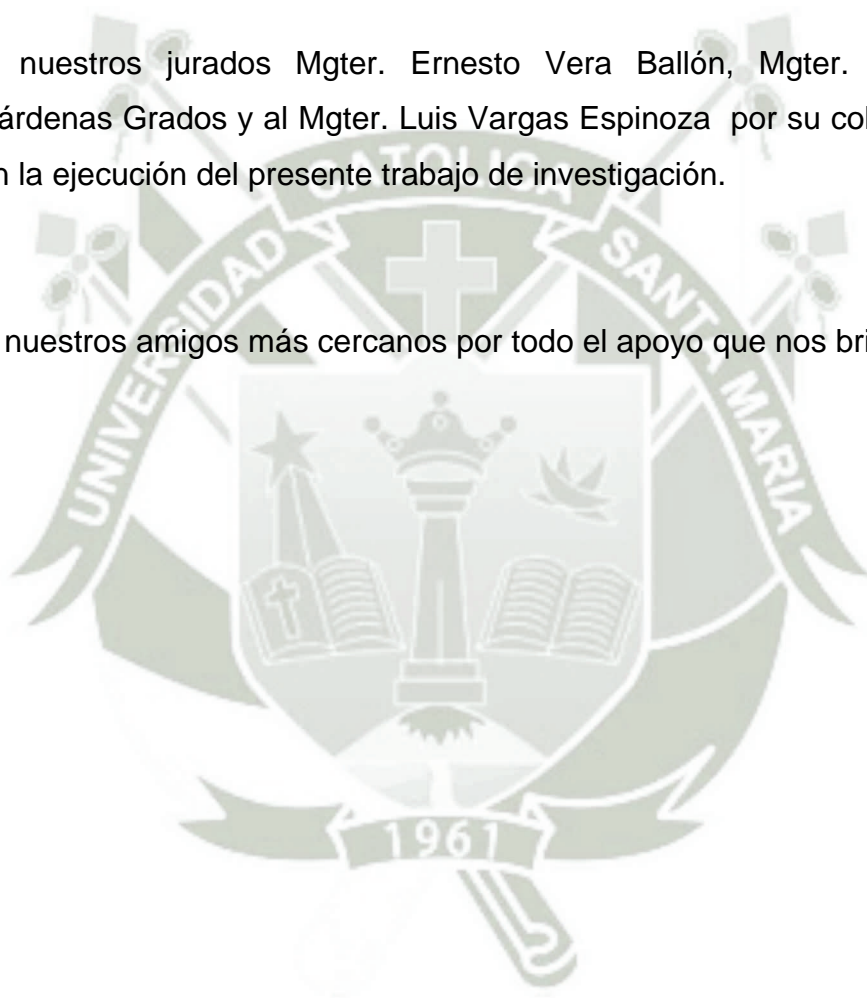 nuestros jurados Mgter. Ernesto Vera Ballón, Mgter.
árdenas Grados y al Mgter. Luis Vargas Espinoza por su col
n la ejecución del presente trabajo de investigación.
nuestros amigos más cercanos por todo el apoyo que nos bri
UNIVERSIDAD CATOLICA SANTA MARIA
1961